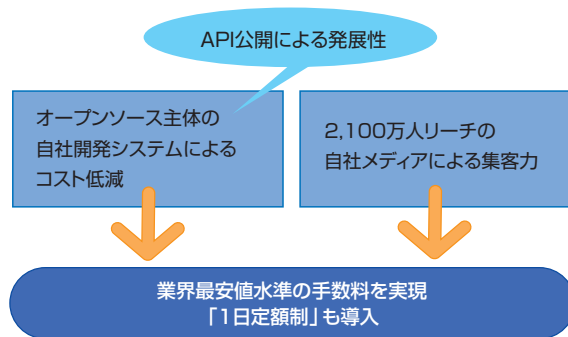 API公開による発展性
オープンソース主体の
自社開発システムによる
コスト低減
2,100万人リーチの
自社メディアによる集客力
業界最安値水準の手数料を実現
「1日定額制」も導入